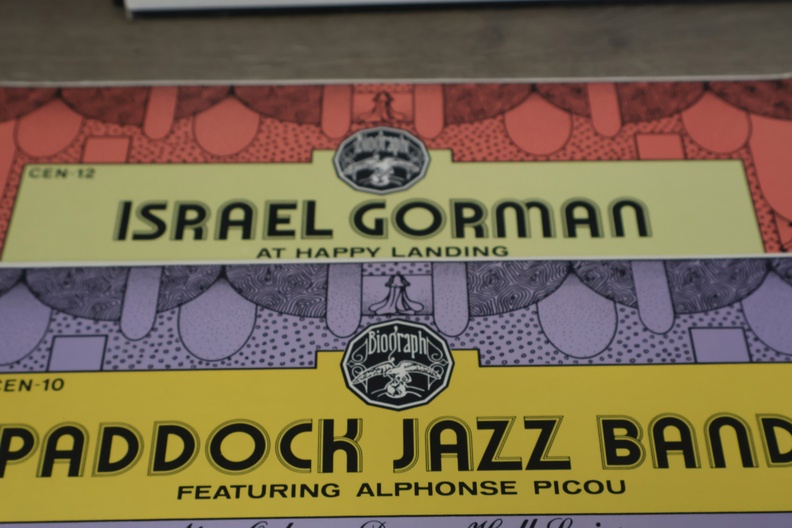 Biograph
CEN-12
ISRAEL GORMAN
AT HAPPY LANDING
Biograph
CEN-10
PADDOCK JAZZ BAND
FEATURING ALPHONSE PICOU